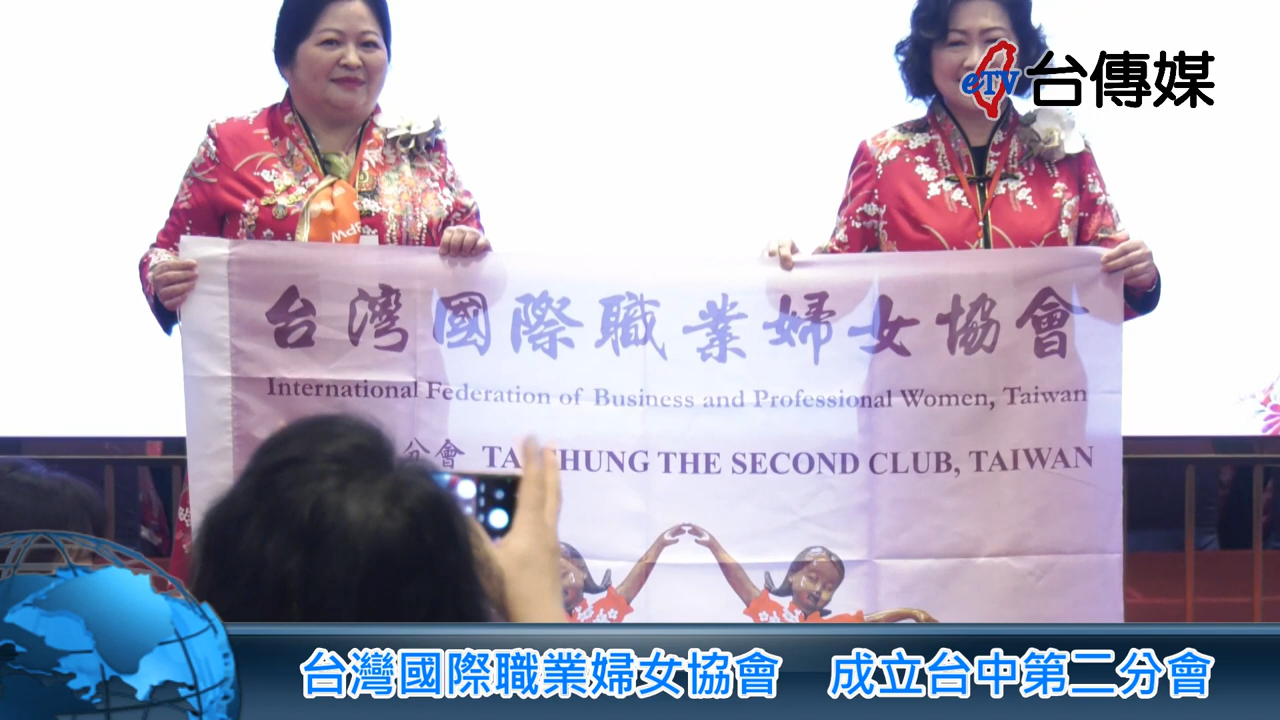 eTV 台傳媒
BPW
台灣國際職業婦女協會
International Federation of Business and Professional Women, Taiwan
分會 THE SECOND CLUB, TAIWAN
台灣國際職業婦女協會 成立台中第二分會